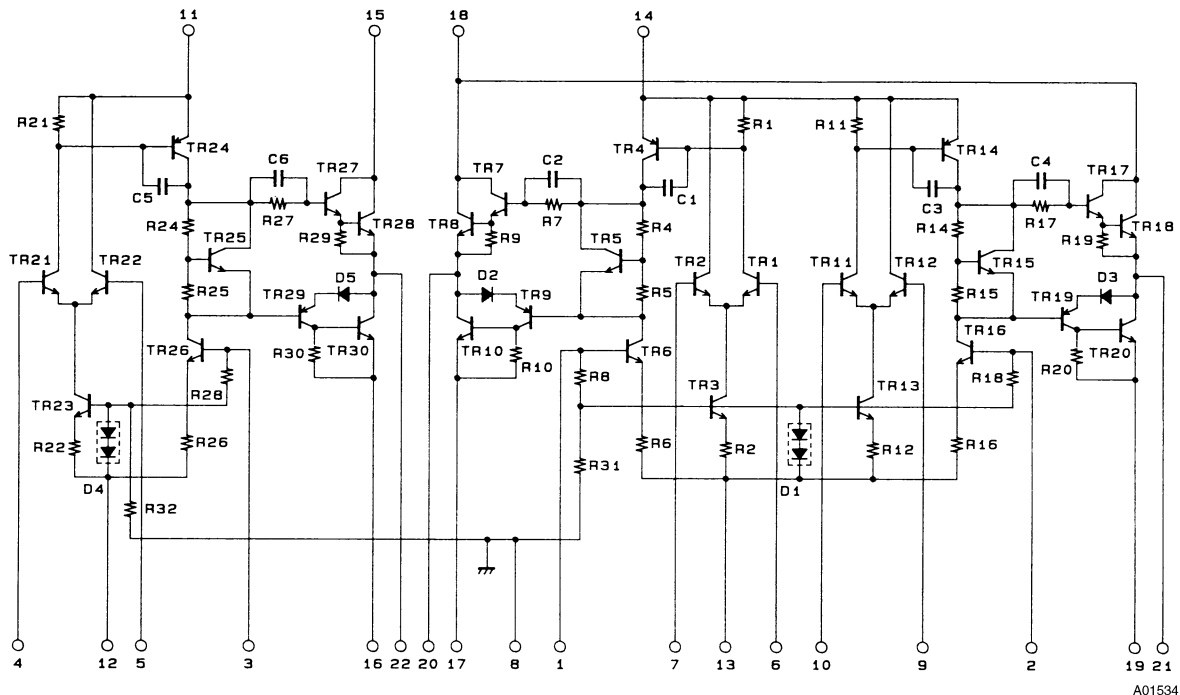 11
15
18
14
R21
TR24
C6
TR27
C5
R27
R24
TR25
R29
TR28
TR21
TR22
R25
D5
TR29
TR26
R30
TR30
R28
TR23
R22
R26
D4
R32
TR7
C2
TR4
R1
C1
TR8
R9
R7
R4
TR5
D2
TR9
R5
TR2
TR1
TR10
R10
TR6
R8
TR3
R6
R2
R31
D1
R11
TR14
C4
TR17
C3
R17
R14
TR15
R19
TR18
TR11
TR12
R15
D3
TR19
TR16
R20
TR20
R18
TR13
R12
R16
4
12
5
3
16
22
20
17
8
1
7
13
6
10
9
2
19
21
A01534